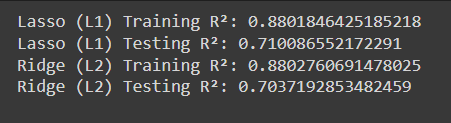 Lasso (L1) Training R²: 0.8801846425185218
Lasso (L1) Testing R²: 0.710086552172291
Ridge (L2) Training R²: 0.8802760691478025
Ridge (L2) Testing R²: 0.7037192853482459